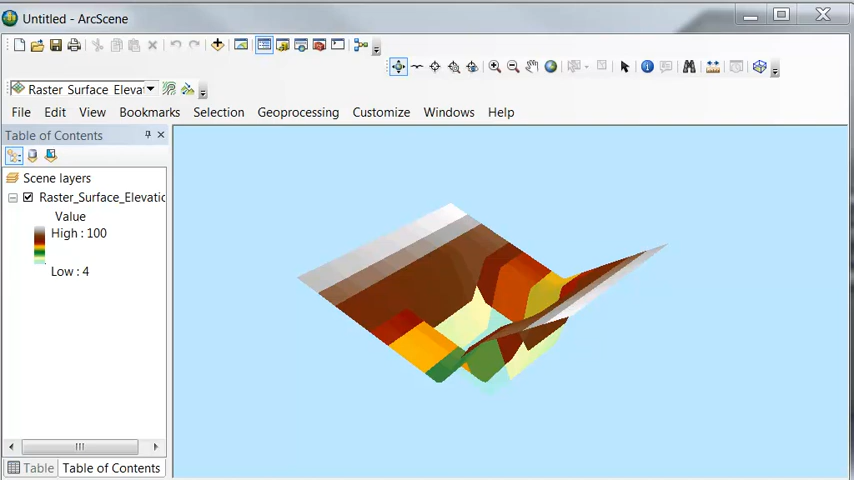 Untitled - ArcScene
Raster Surface Eleva
File Edit View Bookmarks Selection Geoprocessing Customize Windows Help
Table of Contents
Scene layers
Raster_Surface_Elevatic
Value
High : 100
Low : 4
Table Table of Contents